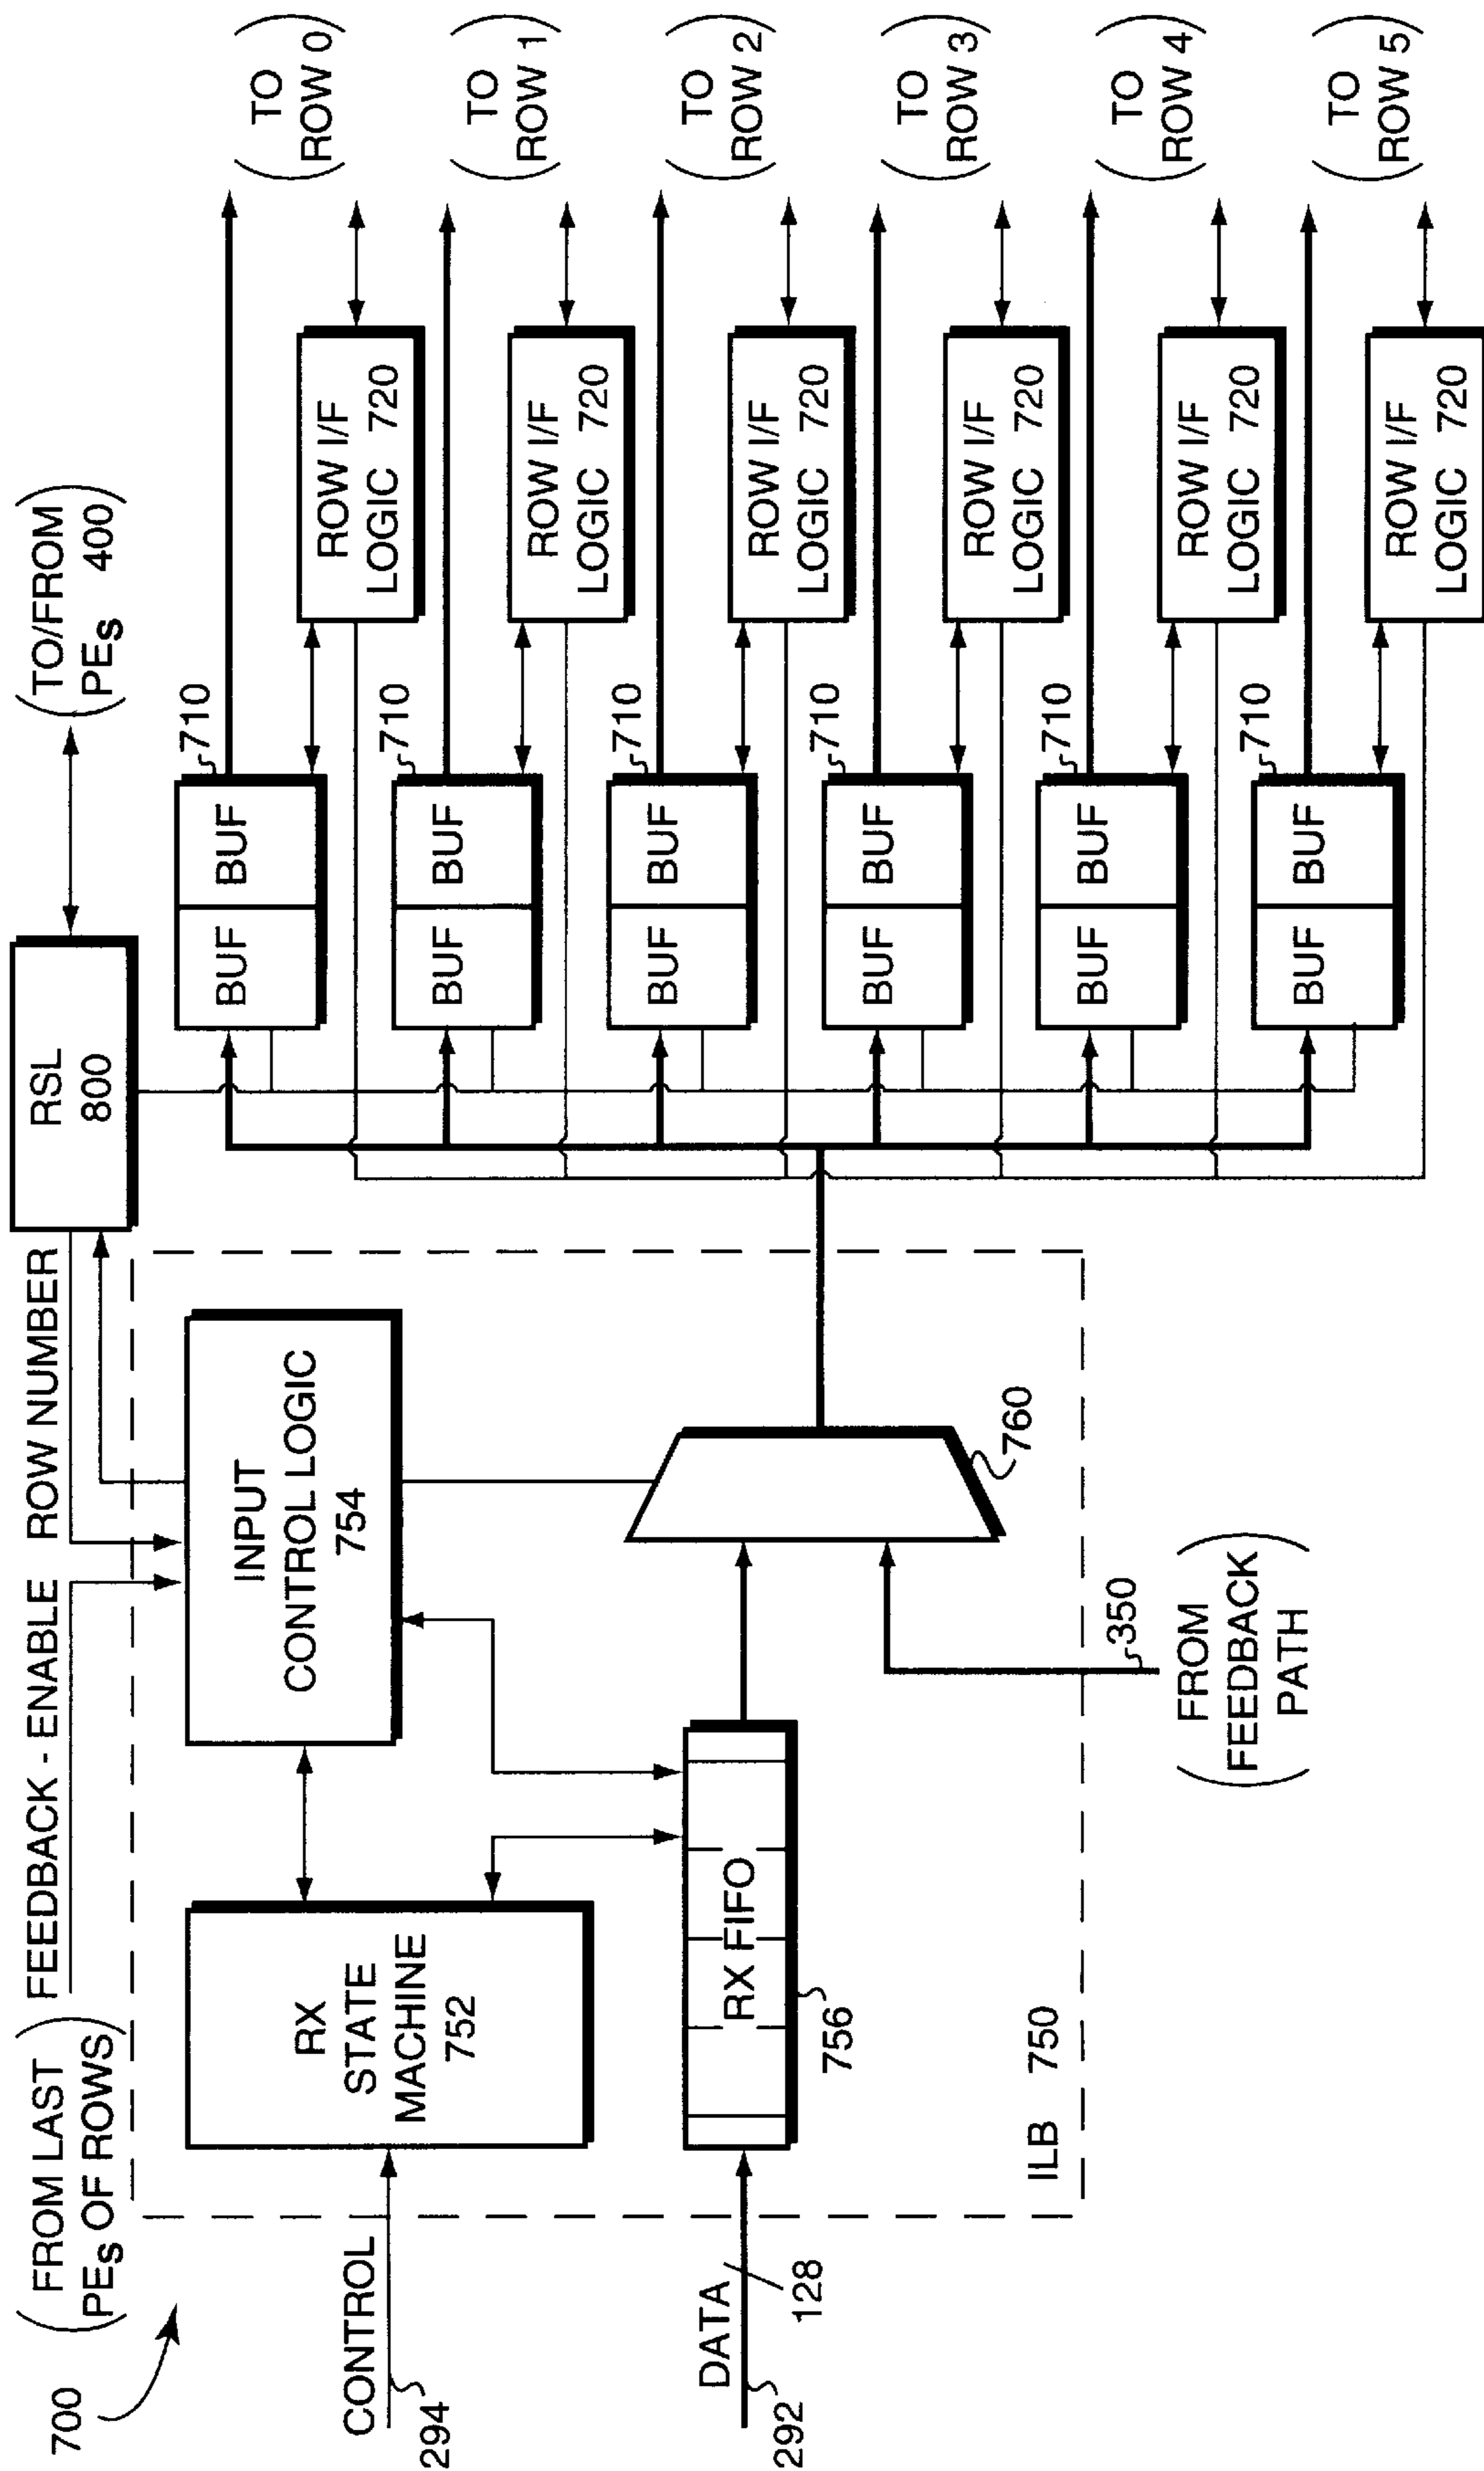 700
(FROM LAST
PEs OF ROWS)
FEEDBACK - ENABLE
ROW NUMBER
RSL
800
(TO/FROM
PEs 400)
CONTROL
294
RX
STATE
MACHINE
752
INPUT
CONTROL LOGIC
754
DATA
292
128
RX FIFO
756
760
350
(FROM
FEEDBACK
PATH)
ILB 750
BUF BUF
710
ROW I/F
LOGIC 720
(TO
ROW 0)
BUF BUF
710
ROW I/F
LOGIC 720
(TO
ROW 1)
BUF BUF
710
ROW I/F
LOGIC 720
(TO
ROW 2)
BUF BUF
710
ROW I/F
LOGIC 720
(TO
ROW 3)
BUF BUF
710
ROW I/F
LOGIC 720
(TO
ROW 4)
BUF BUF
710
ROW I/F
LOGIC 720
(TO
ROW 5)